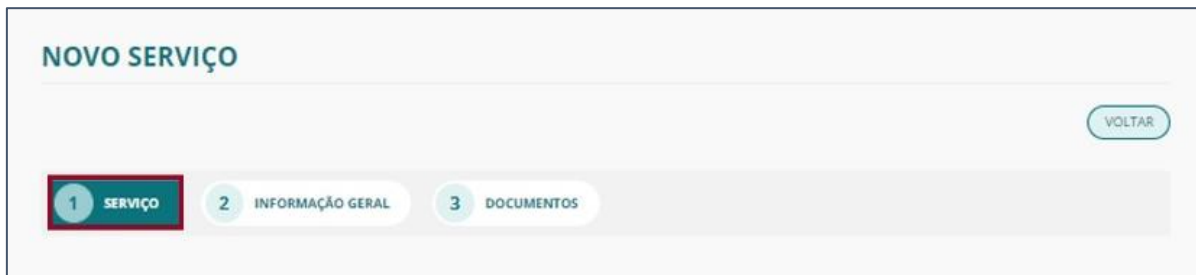 NOVO SERVIÇO
VOLTAR
1 SERVIÇO 2 INFORMAÇÃO GERAL 3 DOCUMENTOS